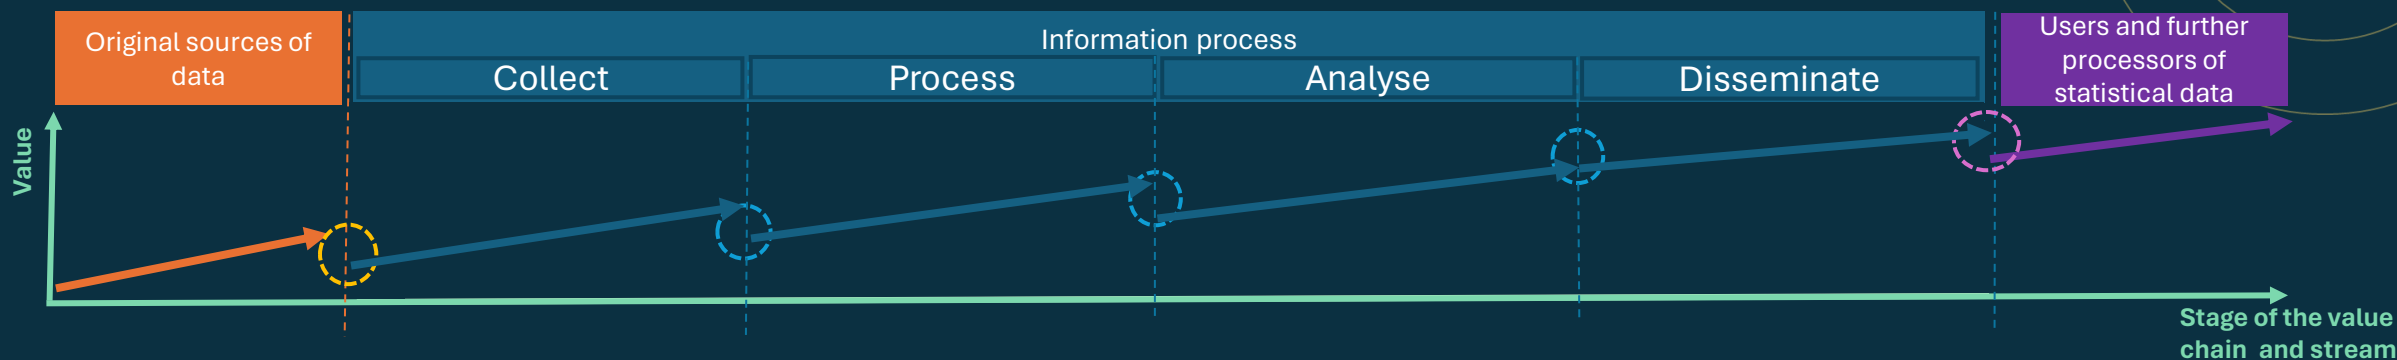 Original sources of
data
Information process
Collect
Process
Analyse
Disseminate
Users and further
processors of
statistical data
Value
Stage of the value
chain and stream